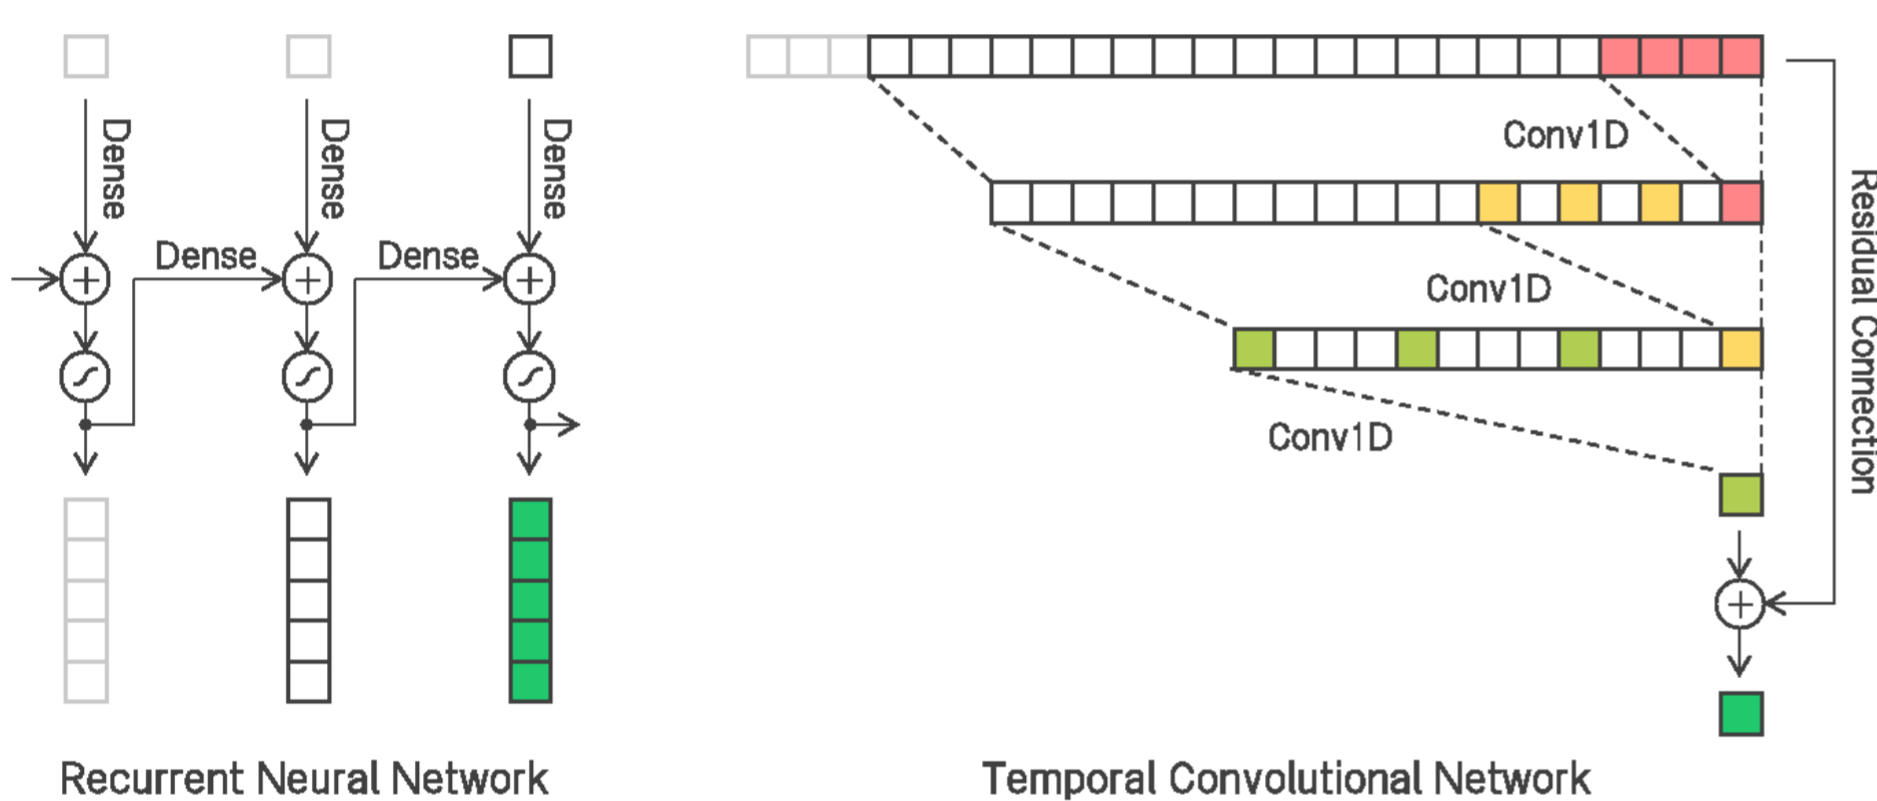 Dense
Dense
Dense
Dense
Dense
Recurrent Neural Network
Conv1D
Conv1D
Conv1D
Residual Connection
Temporal Convolutional Network